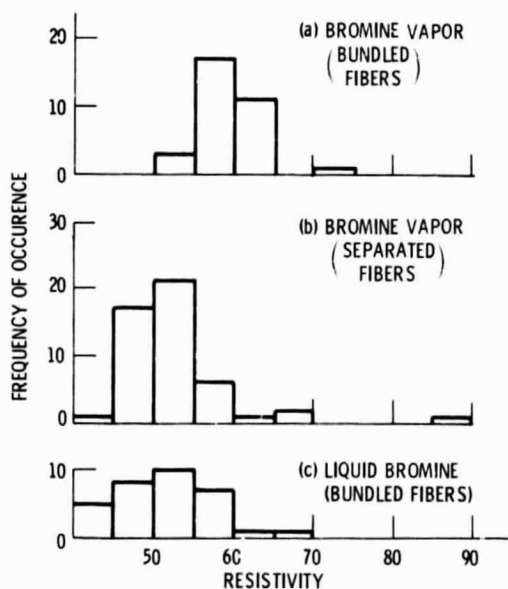 (a) BROMINE VAPOR
(BUNDLED
FIBERS)
20
10
0
FREQUENCY OF OCCURENCE
(b) BROMINE VAPOR
(SEPARATED
FIBERS)
30
20
10
0
(c) LIQUID BROMINE
(BUNDLED FIBERS)
10
0
50 60 70 80 90
RESISTIVITY